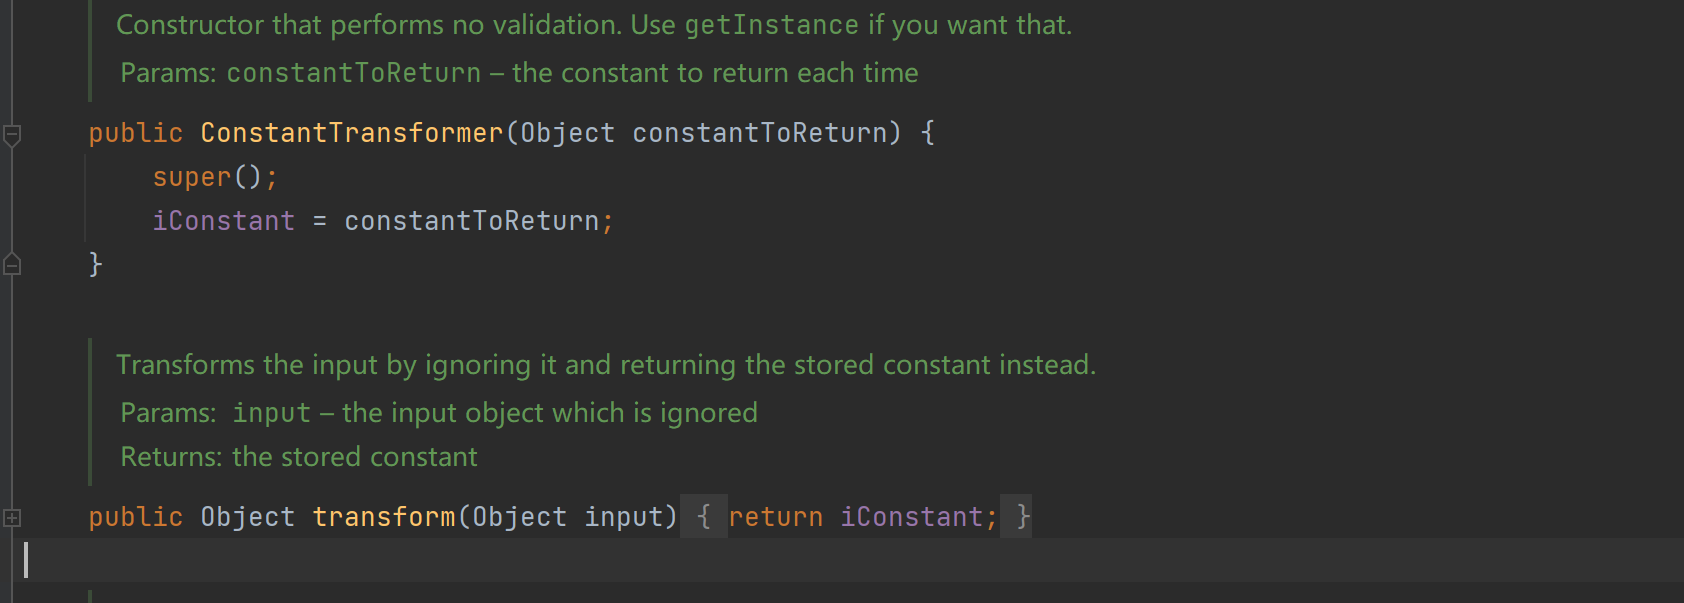 Constructor that performs no validation. Use getInstance if you want that.
Params: constantToReturn – the constant to return each time
public ConstantTransformer(Object constantToReturn) {
super();
iConstant = constantToReturn;
}
Transforms the input by ignoring it and returning the stored constant instead.
Params: input – the input object which is ignored
Returns: the stored constant
public Object transform(Object input) { return iConstant; }